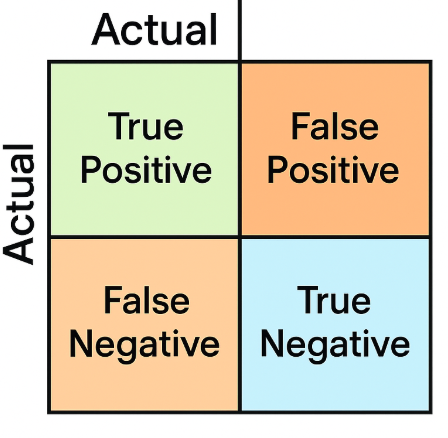 Actual
Actual
True
Positive
False
Positive
False
Negative
True
Negative